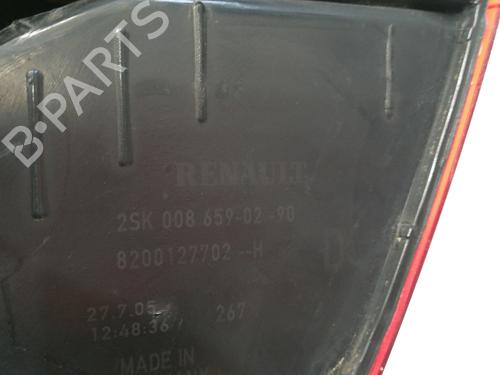 B-PARTS
RENAULT
2SK 008 659-02 -90
8200127702--H
D
27.7.05 267
12:48:36
MADE IN